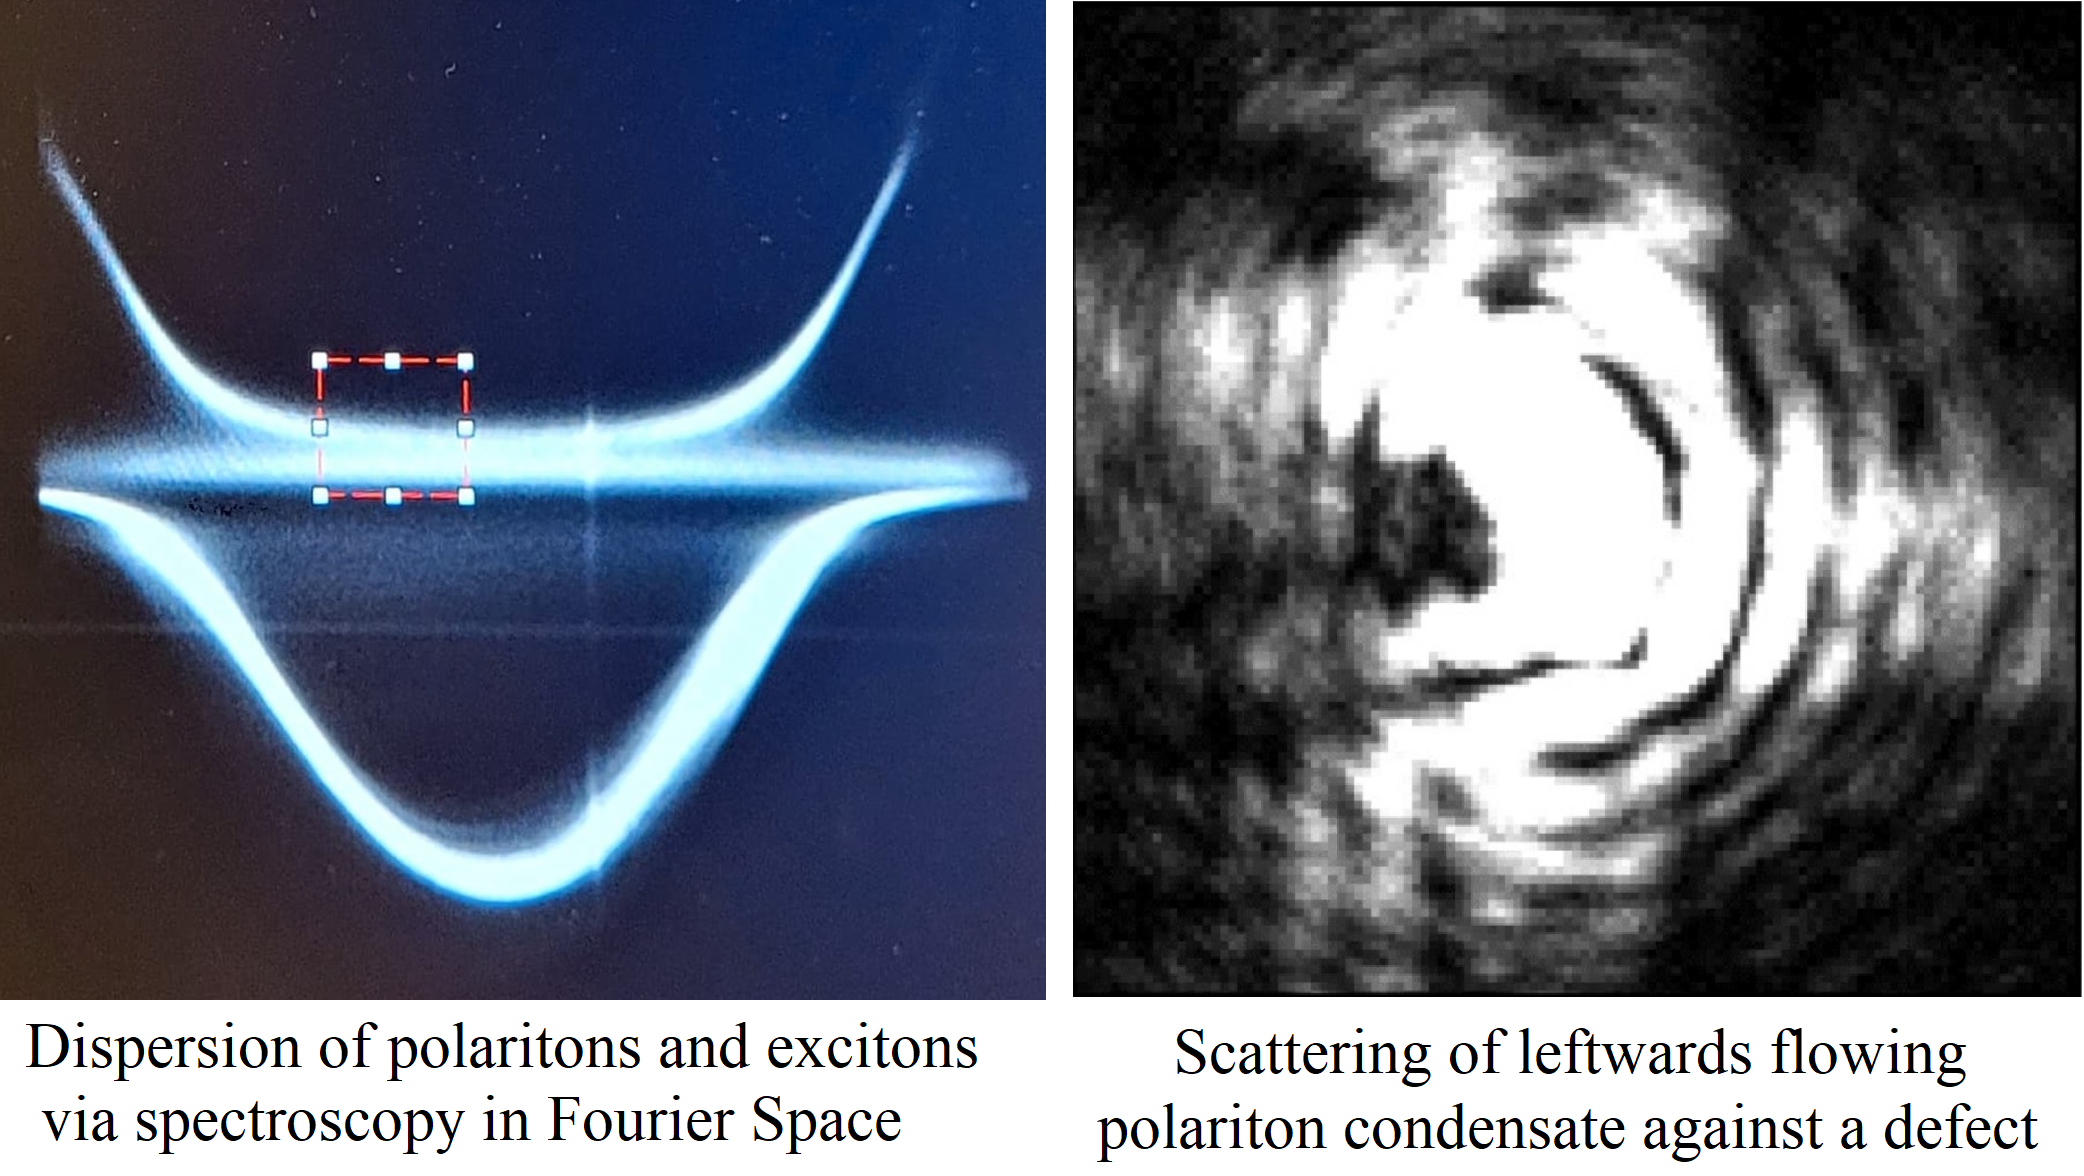 Dispersion of polaritons and excitons
via spectroscopy in Fourier Space
Scattering of leftwards flowing
polariton condensate against a defect